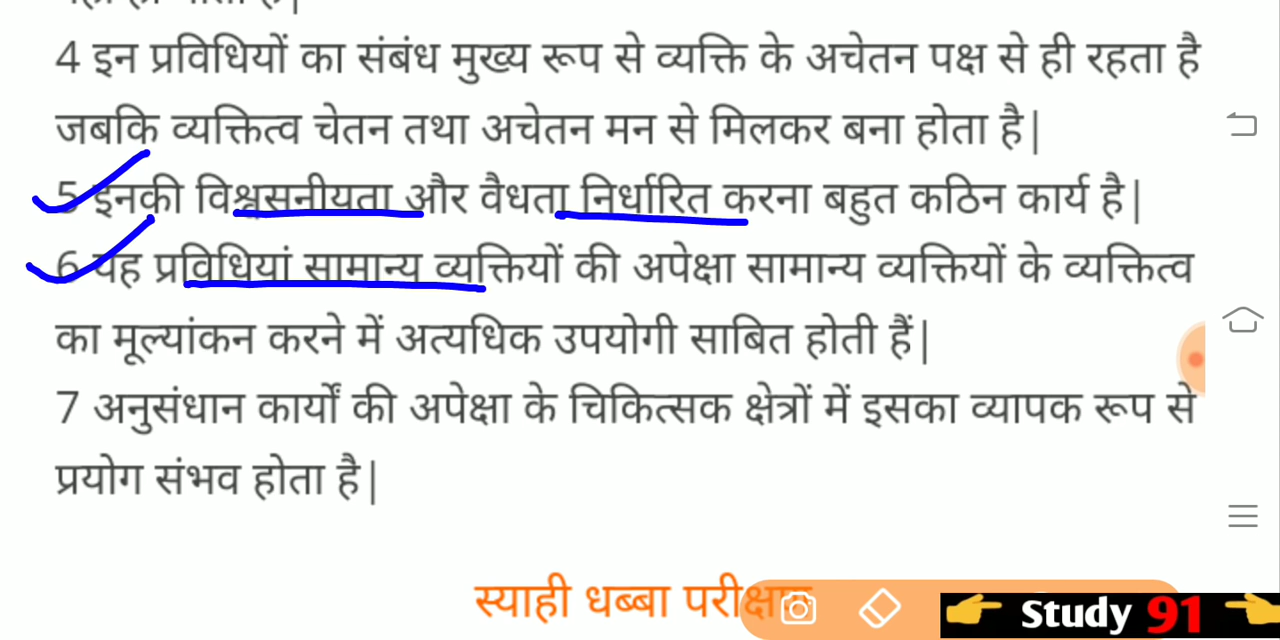 4 इन प्रविधियों का संबंध मुख्य रूप से व्यक्ति के अचेतन पक्ष से ही रहता है
जबकि व्यक्तित्व चेतन तथा अचेतन मन से मिलकर बना होता है|
5 इनकी विश्वसनीयता और वैधता निर्धारित करना बहुत कठिन कार्य है|
6 यह प्रविधियां सामान्य व्यक्तियों की अपेक्षा सामान्य व्यक्तियों के व्यक्तित्व
का मूल्यांकन करने में अत्यधिक उपयोगी साबित होती हैं|
7 अनुसंधान कार्यों की अपेक्षा के चिकित्सक क्षेत्रों में इसका व्यापक रूप से
प्रयोग संभव होता है|
स्याही धब्बा परीक्षण
Study 91